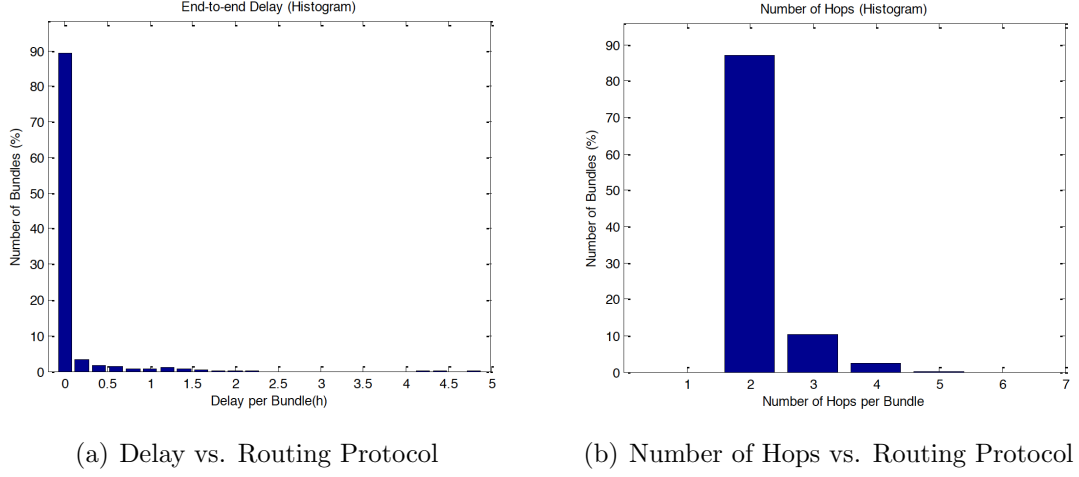 End-to-end Delay (Histogram)
Number of Bundles (%)
90
80
70
60
50
40
30
20
10
0
0 0.5 1 1.5 2 2.5 3 3.5 4 4.5 5
Delay per Bundle(h)
(a) Delay vs. Routing Protocol
Number of Hops (Histogram)
Number of Bundles (%)
90
80
70
60
50
40
30
20
10
0
1 2 3 4 5 6 7
Number of Hops per Bundle
(b) Number of Hops vs. Routing Protocol